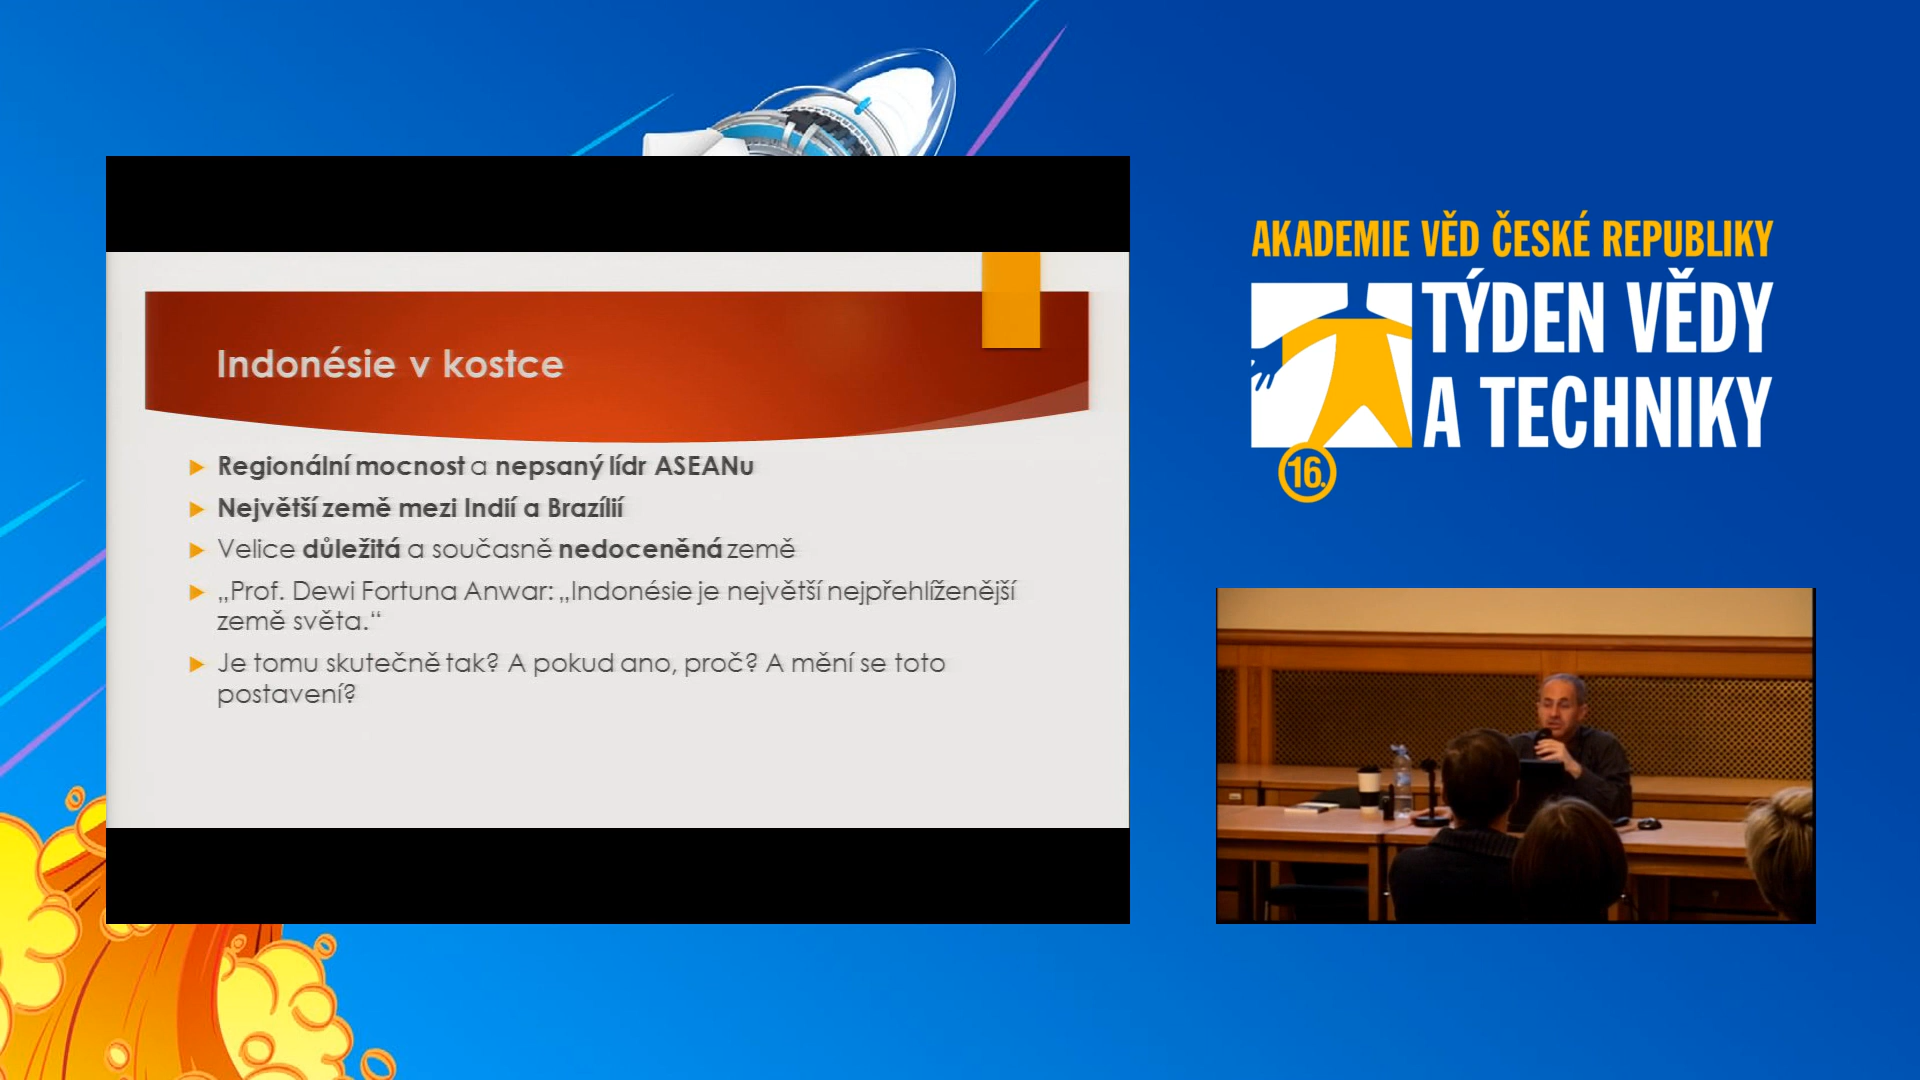 Indonésie v kostce
Regionální mocnost a nepsaný lídr ASEANu
Největší země mezi Indií a Brazílií
Velice důležitá a současně nedoceněná země
„Prof. Dewi Fortuna Anwar: „Indonésie je největší nejpřehlíženější
země světa.“
Je tomu skutečně tak? A pokud ano, proč? A mění se toto
postavení?
AKADEMIE VĚD ČESKÉ REPUBLIKY
TÝDEN VĚDY
A TECHNIKY
16.